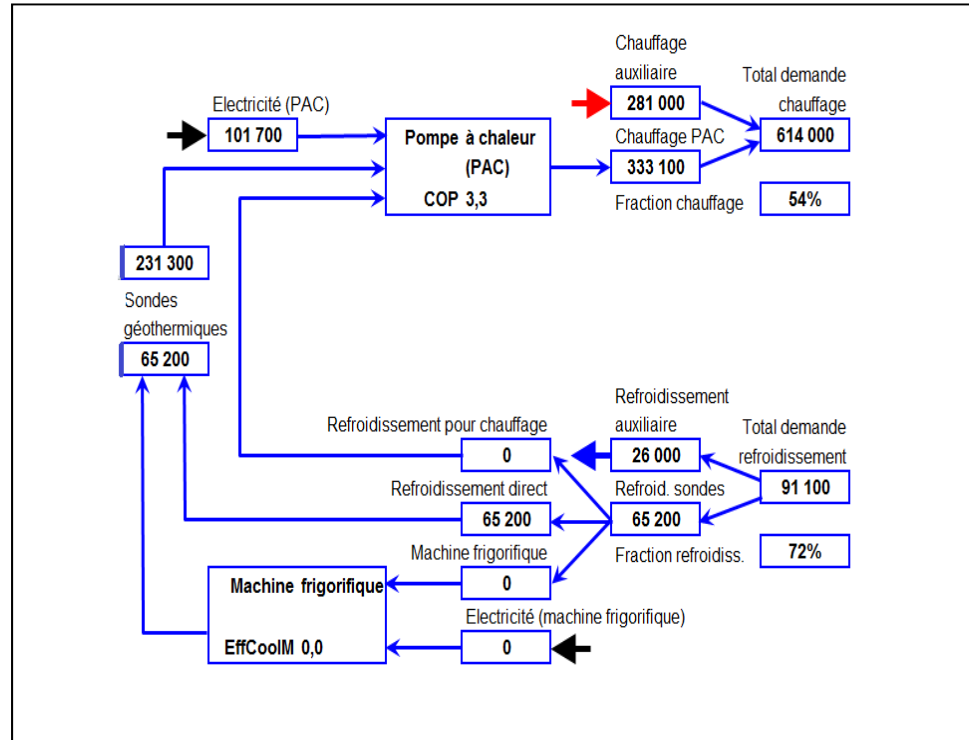 Chauffage
auxiliaire
281 000
Total demande
chauffage
614 000
Electricité (PAC)
101 700
Pompe à chaleur
(PAC)
COP 3,3
Chauffage PAC
333 100
Fraction chauffage
54%
231 300
Sondes
géothermiques
65 200
Refroidissement pour chauffage
0
Refroidissement
auxiliaire
26 000
Total demande
refroidissement
91 100
Refroidissement direct
65 200
Refroid. sondes
65 200
Machine frigorifique
0
Fraction refroidiss.
72%
Machine frigorifique
EffCoolM 0,0
Electricité (machine frigorifique)
0